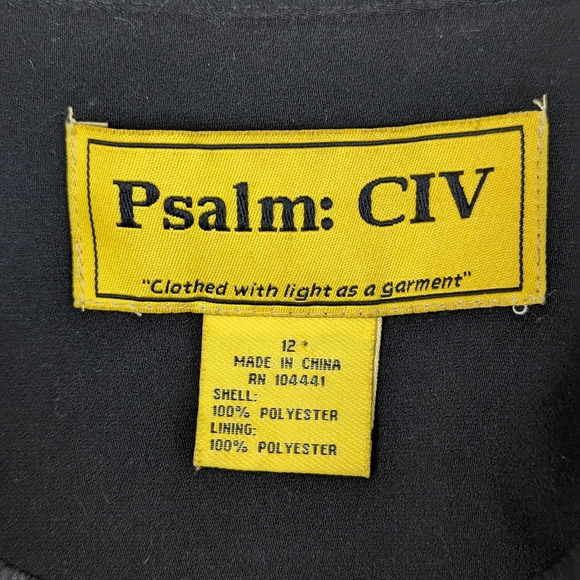 Psalm: CIV
"Clothed with light as a garment"
12
MADE IN CHINA
RN 104441
SHELL:
100% POLYESTER
LINING:
100% POLYESTER